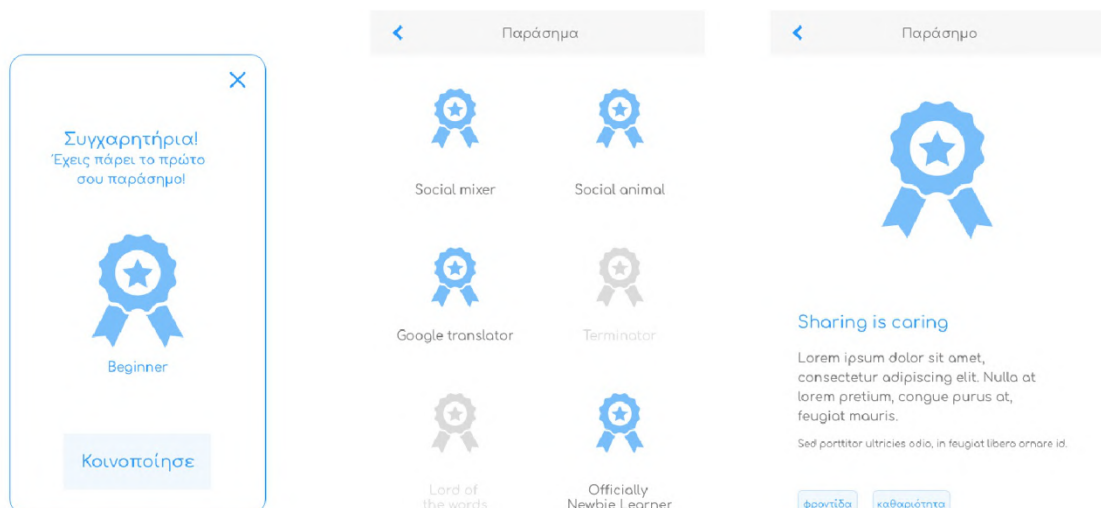 Συγχαρητήρια!
Έχεις πάρει το πρώτο
σου παράσημο!
Beginner
Κοινοποίησε
Παράσημα
Social mixer
Social animal
Google translator
Terminator
Lord of
the words
Officially
Newbie Learner
Παράσημο
Sharing is caring
Lorem ipsum dolor sit amet,
consectetur adipiscing elit. Nulla at
lorem pretium, congue purus at,
feugiat mauris.
Sed porttitor ultricies odio, in feugiat libero ornare id.
φροντίδα
καθαριότητα